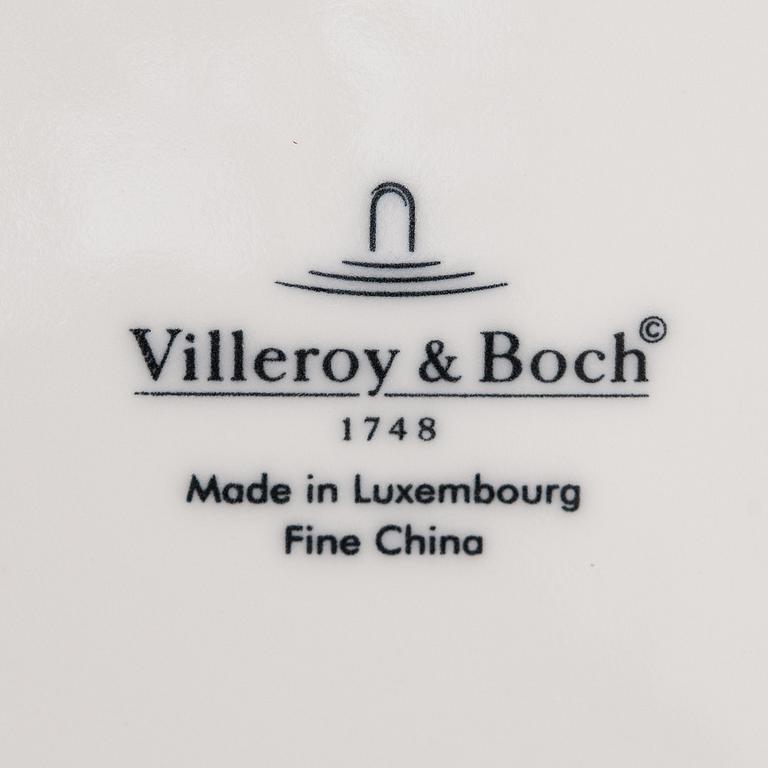 Villeroy & Boch©
1748
Made in Luxembourg
Fine China